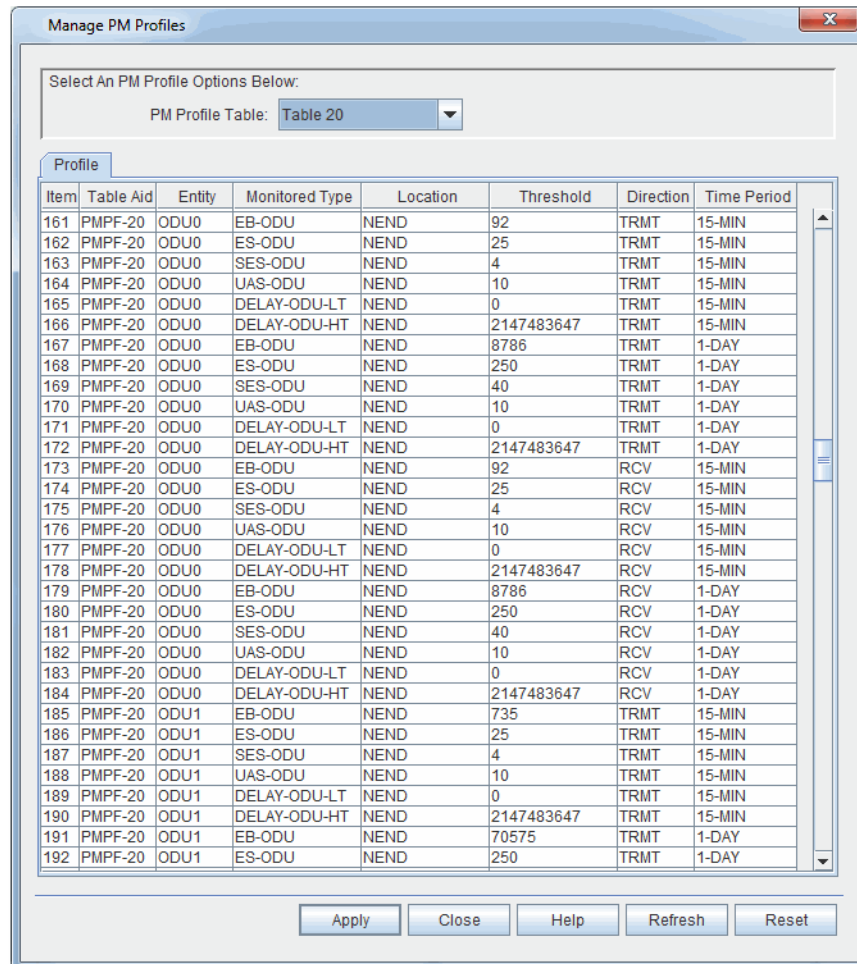 Manage PM Profiles
Select An PM Profile Options Below:
PM Profile Table: Table 20
Profile
Item Table Aid Entity Monitored Type Location Threshold Direction Time Period
161 PMPF-20 ODU0 EB-ODU NEND 92 TRMT 15-MIN
162 PMPF-20 ODU0 ES-ODU NEND 25 TRMT 15-MIN
163 PMPF-20 ODU0 SES-ODU NEND 4 TRMT 15-MIN
164 PMPF-20 ODU0 UAS-ODU NEND 10 TRMT 15-MIN
165 PMPF-20 ODU0 DELAY-ODU-LT NEND 0 TRMT 15-MIN
166 PMPF-20 ODU0 DELAY-ODU-HT NEND 2147483647 TRMT 15-MIN
167 PMPF-20 ODU0 EB-ODU NEND 8786 TRMT 1-DAY
168 PMPF-20 ODU0 ES-ODU NEND 250 TRMT 1-DAY
169 PMPF-20 ODU0 SES-ODU NEND 40 TRMT 1-DAY
170 PMPF-20 ODU0 UAS-ODU NEND 10 TRMT 1-DAY
171 PMPF-20 ODU0 DELAY-ODU-LT NEND 0 TRMT 1-DAY
172 PMPF-20 ODU0 DELAY-ODU-HT NEND 2147483647 TRMT 1-DAY
173 PMPF-20 ODU0 EB-ODU NEND 92 RCV 15-MIN
174 PMPF-20 ODU0 ES-ODU NEND 25 RCV 15-MIN
175 PMPF-20 ODU0 SES-ODU NEND 4 RCV 15-MIN
176 PMPF-20 ODU0 UAS-ODU NEND 10 RCV 15-MIN
177 PMPF-20 ODU0 DELAY-ODU-LT NEND 0 RCV 15-MIN
178 PMPF-20 ODU0 DELAY-ODU-HT NEND 2147483647 RCV 15-MIN
179 PMPF-20 ODU0 EB-ODU NEND 8786 RCV 1-DAY
180 PMPF-20 ODU0 ES-ODU NEND 250 RCV 1-DAY
181 PMPF-20 ODU0 SES-ODU NEND 40 RCV 1-DAY
182 PMPF-20 ODU0 UAS-ODU NEND 10 RCV 1-DAY
183 PMPF-20 ODU0 DELAY-ODU-LT NEND 0 RCV 1-DAY
184 PMPF-20 ODU0 DELAY-ODU-HT NEND 2147483647 RCV 1-DAY
185 PMPF-20 ODU1 EB-ODU NEND 735 TRMT 15-MIN
186 PMPF-20 ODU1 ES-ODU NEND 25 TRMT 15-MIN
187 PMPF-20 ODU1 SES-ODU NEND 4 TRMT 15-MIN
188 PMPF-20 ODU1 UAS-ODU NEND 10 TRMT 15-MIN
189 PMPF-20 ODU1 DELAY-ODU-LT NEND 0 TRMT 15-MIN
190 PMPF-20 ODU1 DELAY-ODU-HT NEND 2147483647 TRMT 15-MIN
191 PMPF-20 ODU1 EB-ODU NEND 70575 TRMT 1-DAY
192 PMPF-20 ODU1 ES-ODU NEND 250 TRMT 1-DAY
Apply Close Help Refresh Reset